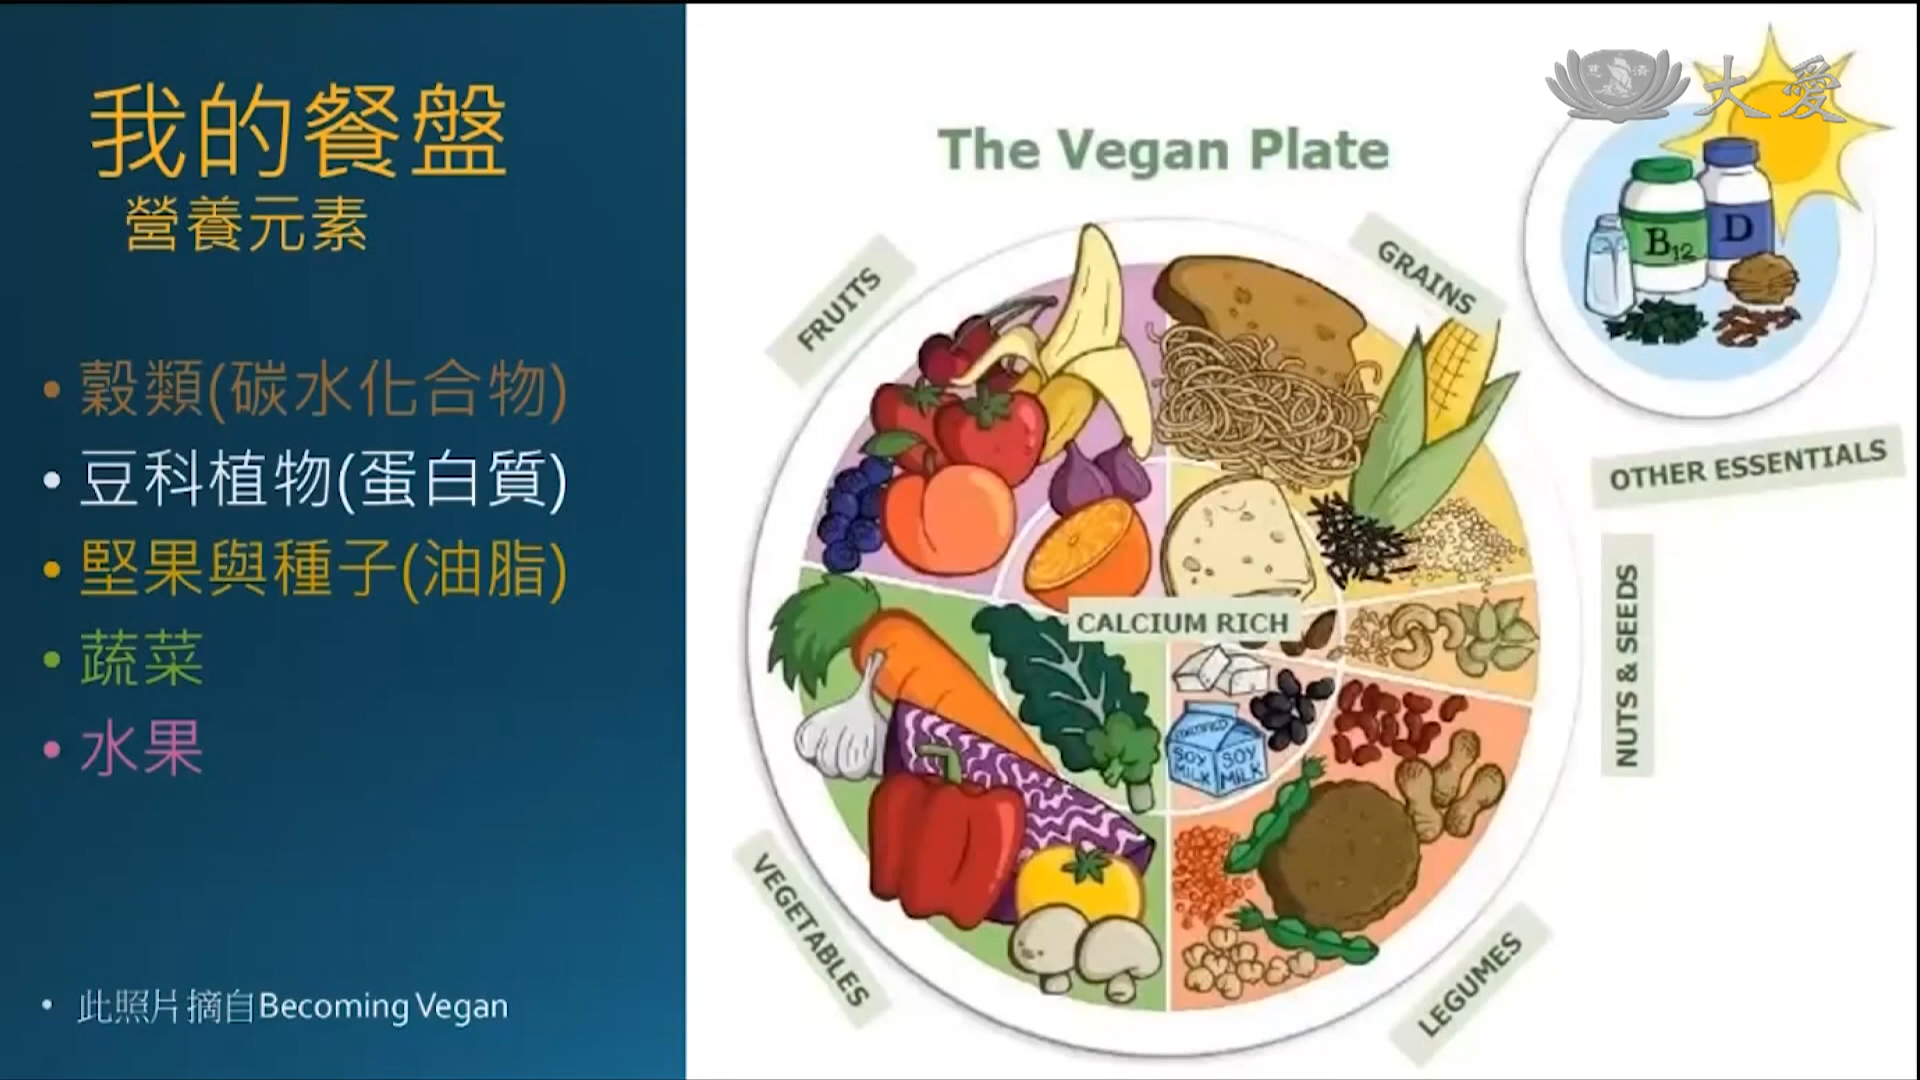 我的餐盤
營養元素
• 穀類(碳水化合物)
• 豆科植物(蛋白質)
• 堅果與種子(油脂)
• 蔬菜
• 水果
• 此照片摘自Becoming Vegan
大愛
The Vegan Plate
FRUITS
GRAINS
B12
D
OTHER ESSENTIALS
CALCIUM RICH
NUTS & SEEDS
FORTIFIED
SOY MILK
SOY MILK
VEGETABLES
LEGUMES